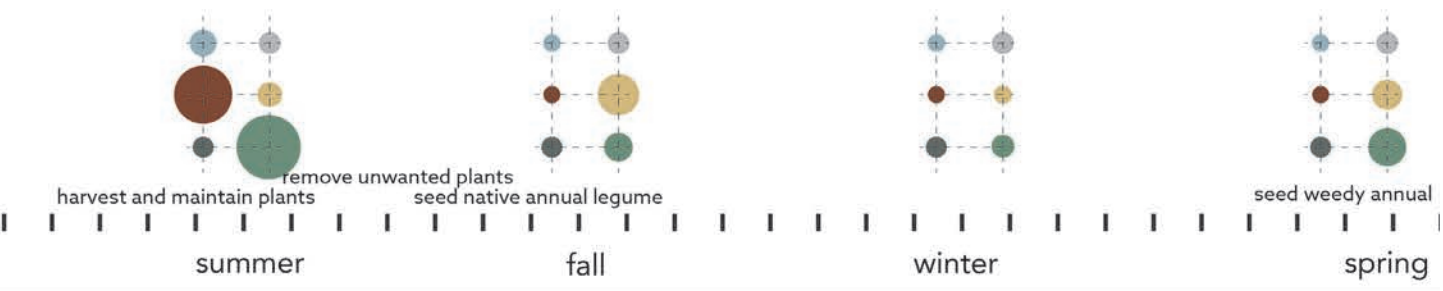 remove unwanted plants
harvest and maintain plants
seed native annual legume
seed weedy annual
summer
fall
winter
spring